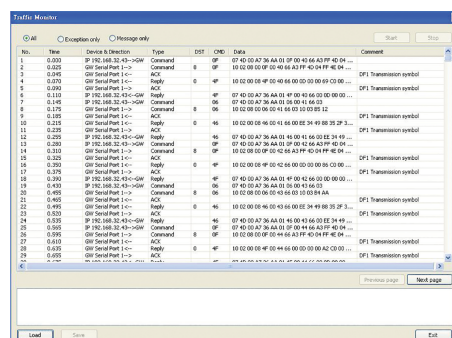 Traffic Monitor
All Exception only Message only Start Stop
No. Time Device & Direction Type DST CMD Data Comment
1 0.000 IP 192.168.32.43-->GW Command 0F 07 4D 00 A7 36 AA 01 0F 00 40 66 A3 FF 4D 04 ...
2 0.025 GW Serial Port 1--> Command 8 0F 10 02 08 00 0F 00 40 66 A3 FF 4D 04 FF 4E 04 ...
3 0.045 GW Serial Port 1<-- ACK DF1 Transmission symbol
4 0.070 GW Serial Port 1<-- Reply 0 4F 10 02 00 08 4F 00 40 66 00 0D 00 00 69 C0 00 ...
5 0.090 GW Serial Port 1--> ACK DF1 Transmission symbol
6 0.110 IP 192.168.32.43<--GW Reply 4F 07 4D 00 A7 36 AA 01 4F 00 40 66 00 0D 00 00 ...
7 0.145 IP 192.168.32.43-->GW Command 06 07 4D 00 A7 36 AA 01 06 00 41 66 03
8 0.175 GW Serial Port 1--> Command 8 06 10 02 08 00 06 00 41 66 03 10 03 E5 12
9 0.185 GW Serial Port 1<-- ACK DF1 Transmission symbol
10 0.215 GW Serial Port 1<-- Reply 0 46 10 02 00 08 46 00 41 66 00 EE 34 49 88 35 2F 3...
11 0.235 GW Serial Port 1--> ACK DF1 Transmission symbol
12 0.255 IP 192.168.32.43<--GW Reply 46 07 4D 00 A7 36 AA 01 46 00 41 66 00 EE 34 49 ...
13 0.280 IP 192.168.32.43-->GW Command 0F 07 4D 00 A7 36 AA 01 0F 00 42 66 A3 FF 4D 04 ...
14 0.310 GW Serial Port 1--> Command 8 0F 10 02 08 00 0F 00 42 66 A3 FF 4D 04 FF 4E 04 ...
15 0.325 GW Serial Port 1<-- ACK DF1 Transmission symbol
16 0.350 GW Serial Port 1<-- Reply 0 4F 10 02 00 08 4F 00 42 66 00 0D 00 00 86 C0 00 ...
17 0.375 GW Serial Port 1--> ACK DF1 Transmission symbol
18 0.390 IP 192.168.32.43<--GW Reply 4F 07 4D 00 A7 36 AA 01 4F 00 42 66 00 0D 00 00 ...
19 0.430 IP 192.168.32.43-->GW Command 06 07 4D 00 A7 36 AA 01 06 00 43 66 03
20 0.455 GW Serial Port 1--> Command 8 06 10 02 08 00 06 00 43 66 03 10 03 B4 AA
21 0.465 GW Serial Port 1<-- ACK DF1 Transmission symbol
22 0.495 GW Serial Port 1<-- Reply 0 46 10 02 00 08 46 00 43 66 00 EE 34 49 88 35 2F 3...
23 0.520 GW Serial Port 1--> ACK DF1 Transmission symbol
24 0.535 IP 192.168.32.43<--GW Reply 46 07 4D 00 A7 36 AA 01 46 00 43 66 00 EE 34 49 ...
25 0.565 IP 192.168.32.43-->GW Command 0F 07 4D 00 A7 36 AA 01 0F 00 44 66 A3 FF 4D 04 ...
26 0.595 GW Serial Port 1--> Command 8 0F 10 02 08 00 0F 00 44 66 A3 FF 4D 04 FF 4E 04 ...
27 0.610 GW Serial Port 1<-- ACK DF1 Transmission symbol
28 0.635 GW Serial Port 1<-- Reply 0 4F 10 02 00 08 4F 00 44 66 00 0D 00 00 A2 C0 00 ...
29 0.655 GW Serial Port 1--> ACK DF1 Transmission symbol
Previous page Next page
Load Save Exit